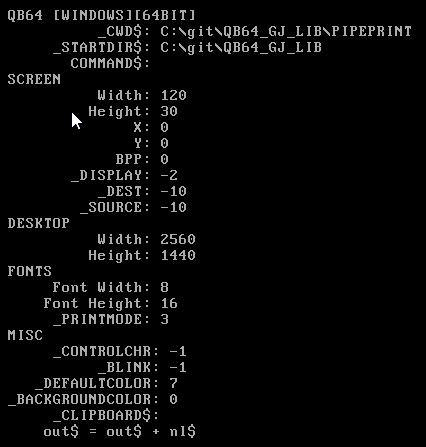 QB64 [WINDOWS][64BIT]
_CWD$: C:\git\QB64_GJ_LIB\PIPEPRINT
_STARTDIR$: C:\git\QB64_GJ_LIB
COMMAND$:
SCREEN
Width: 120
Height: 30
X: 0
Y: 0
BPP: 0
_DISPLAY: -2
_DEST: -10
_SOURCE: -10
DESKTOP
Width: 2560
Height: 1440
FONTS
Font Width: 8
Font Height: 16
_PRINTMODE: 3
MISC
_CONTROLCHR: -1
_BLINK: -1
_DEFAULTCOLOR: 7
_BACKGROUNDCOLOR: 0
_CLIPBOARD$:
out$ = out$ + nl$